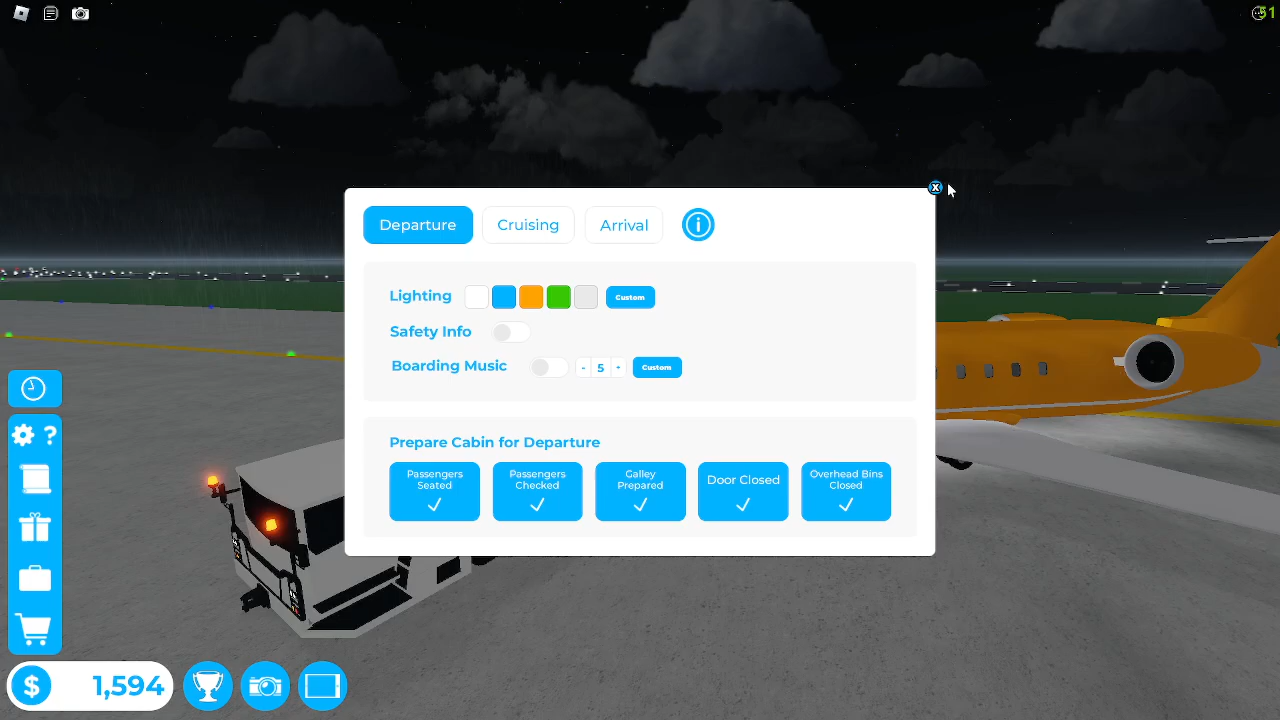 51
x
Departure
Cruising
Arrival
i
Lighting
Custom
Safety Info
Boarding Music
- 5 +
Custom
Prepare Cabin for Departure
Passengers
Seated
Passengers
Checked
Galley
Prepared
Door Closed
Overhead Bins
Closed
?
$ 1,594